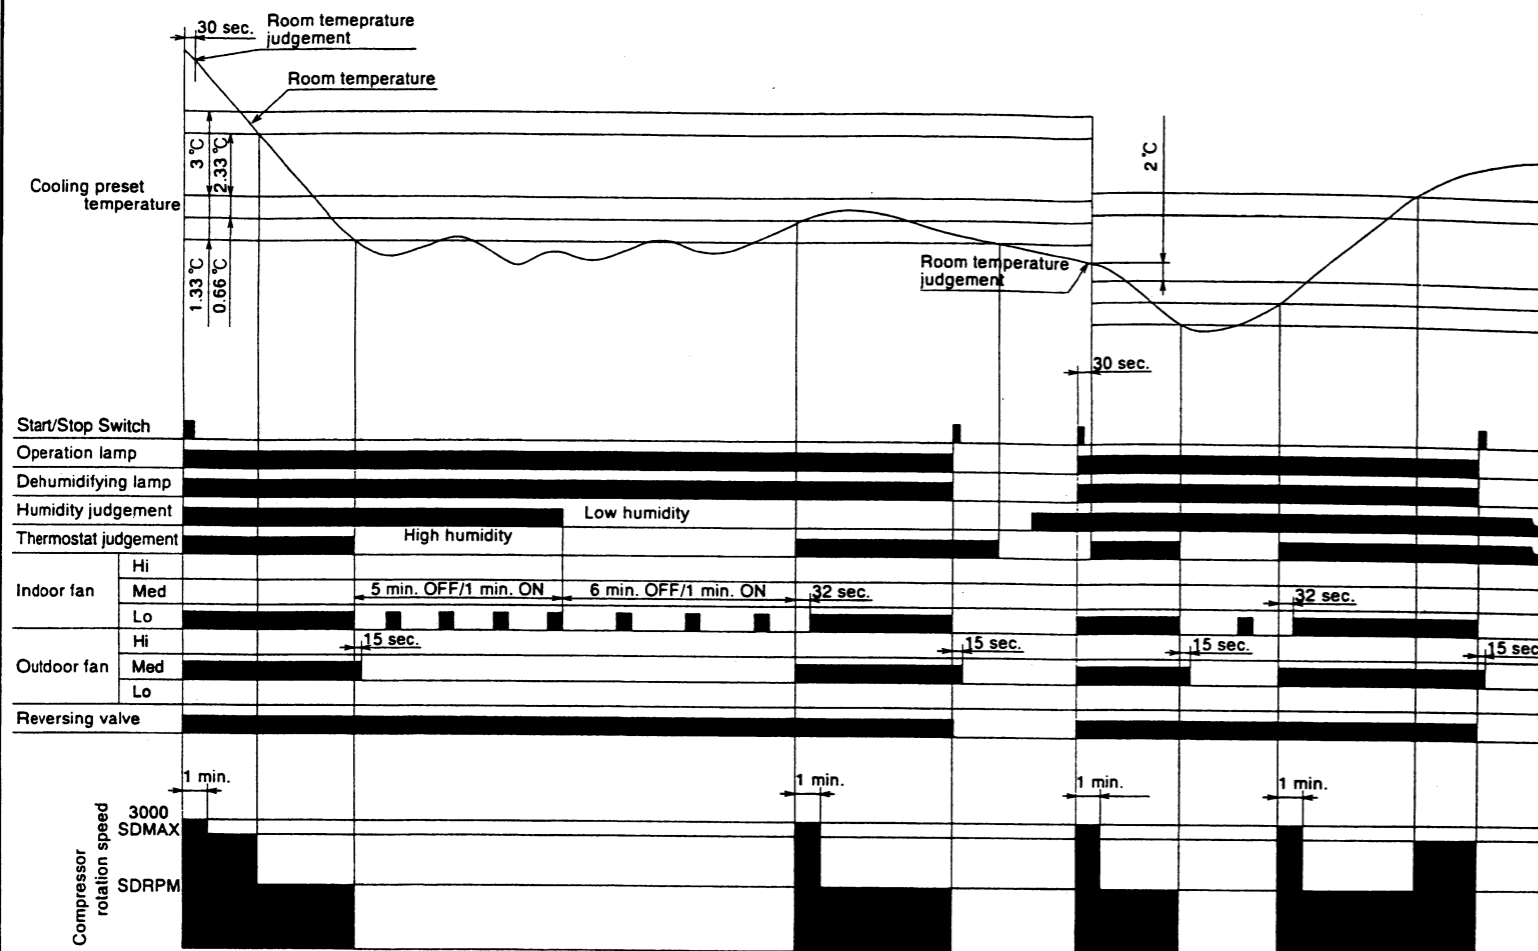 30 sec.
Room temeprature
judgement
Room temperature
3 °C
2.33 °C
2 °C
Cooling preset
temperature
1.33 °C
0.66 °C
Room temperature
judgement
30 sec.
Start/Stop Switch
Operation lamp
Dehumidifying lamp
Humidity judgement
Low humidity
Thermostat judgement
High humidity
Indoor fan
Hi
Med
5 min. OFF/1 min. ON
6 min. OFF/1 min. ON
32 sec.
32 sec.
Lo
Outdoor fan
Hi
15 sec.
15 sec.
15 sec.
15 sec
Med
Lo
Reversing valve
1 min.
1 min.
1 min.
1 min.
Compressor
rotation speed
3000
SDMAX
SDRPM